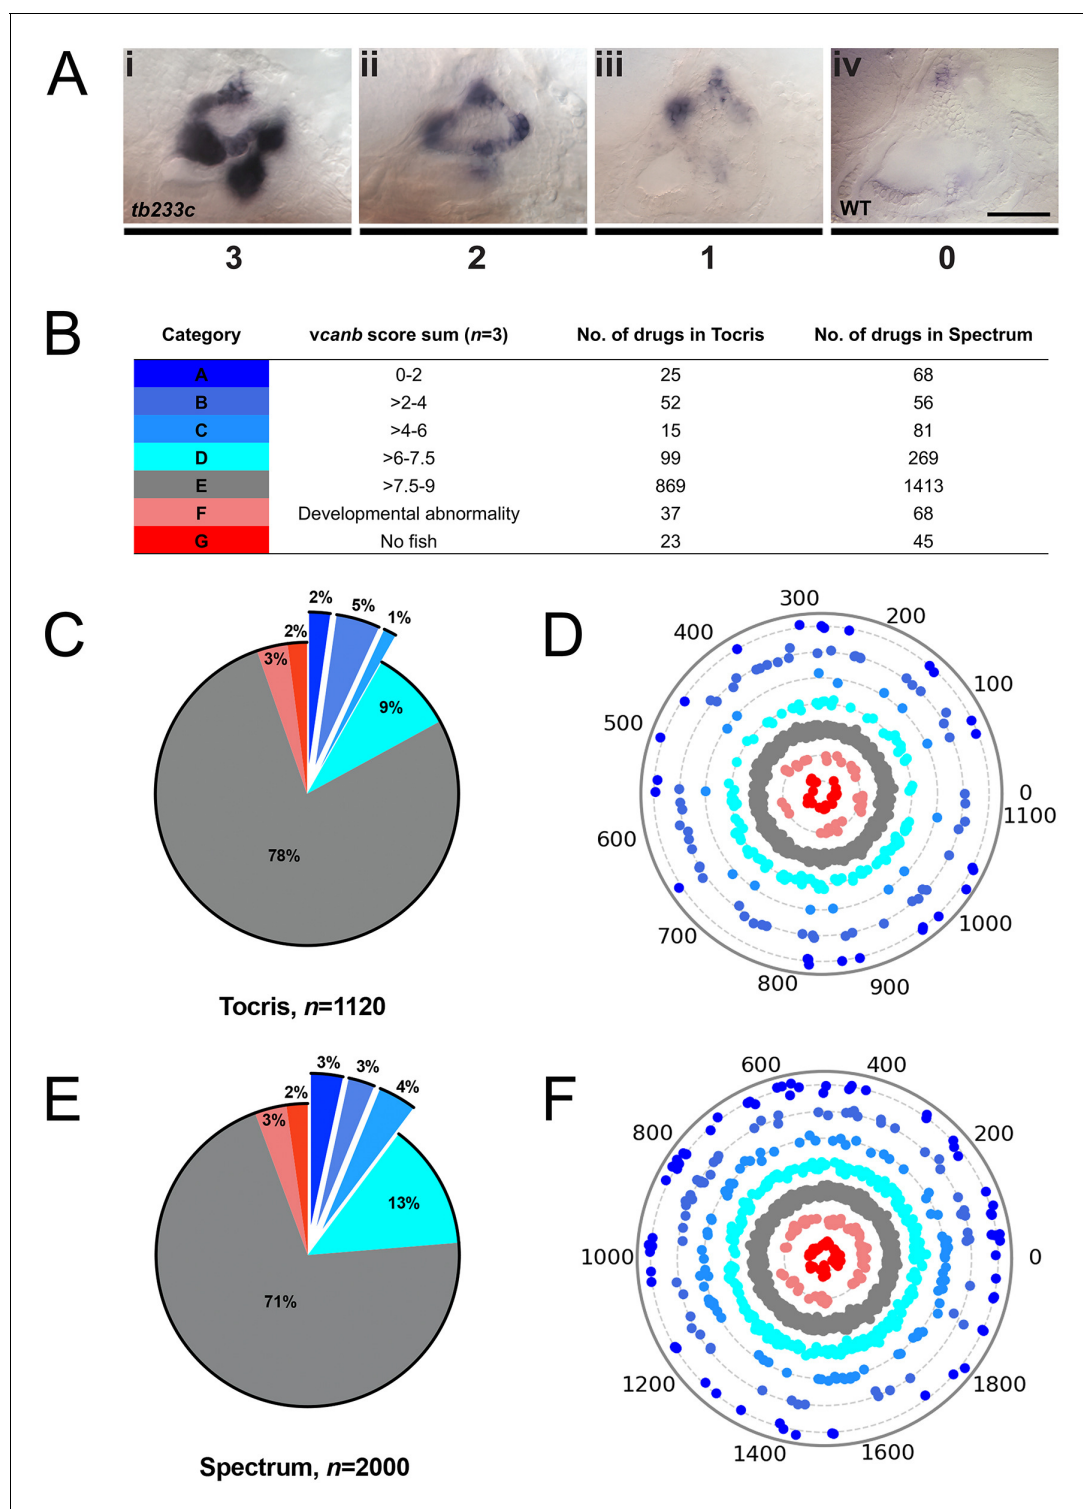 A
i ii iii iv
tb233c WT
3 2 1 0
B
Category vcanb score sum (n=3) No. of drugs in Tocris No. of drugs in Spectrum
A 0-2 25 68
B >2-4 52 56
C >4-6 15 81
D >6-7.5 99 269
E >7.5-9 869 1413
F Developmental abnormality 37 68
G No fish 23 45
C
2% 5% 1%
2%
3%
9%
78%
Tocris, n=1120
D
300
200
400
100
500
0
1100
600
1000
700
800
900
E
3% 3% 4%
2%
3%
13%
71%
Spectrum, n=2000
F
600 400
800 200
1000 0
1200 1800
1400 1600